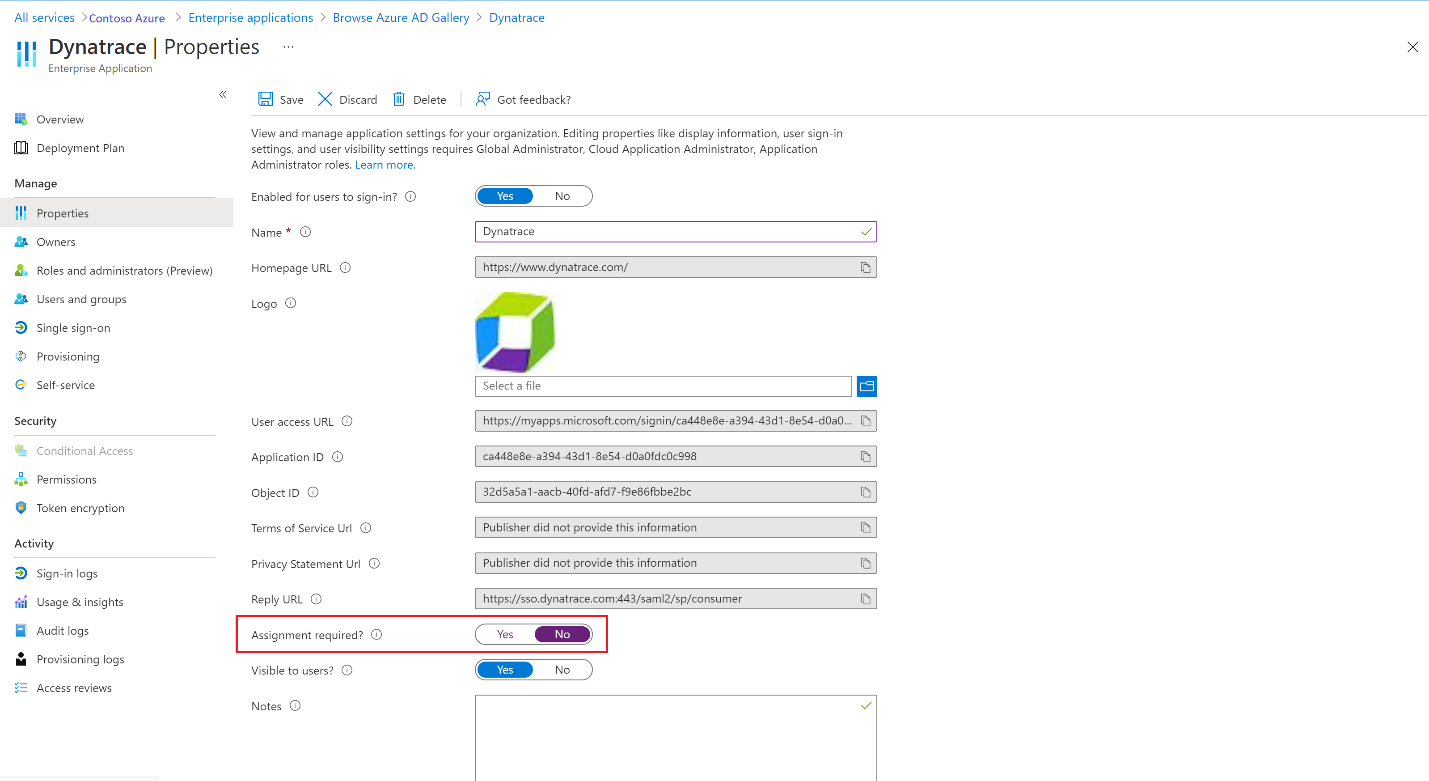 All services > Contoso Azure > Enterprise applications > Browse Azure AD Gallery > Dynatrace
Dynatrace | Properties ...
Enterprise Application
«
Overview
Deployment Plan
Manage
Properties
Owners
Roles and administrators (Preview)
Users and groups
Single sign-on
Provisioning
Self-service
Security
Conditional Access
Permissions
Token encryption
Activity
Sign-in logs
Usage & insights
Audit logs
Provisioning logs
Access reviews
Save Discard Delete | Got feedback?
View and manage application settings for your organization. Editing properties like display information, user sign-in
settings, and user visibility settings requires Global Administrator, Cloud Application Administrator, Application
Administrator roles. Learn more.
Enabled for users to sign-in? Yes No
Name * Dynatrace
Homepage URL https://www.dynatrace.com/
Logo
Select a file
User access URL https://myapps.microsoft.com/signin/ca448e8e-a394-43d1-8e54-d0a0...
Application ID ca448e8e-a394-43d1-8e54-d0a0fdc0c998
Object ID 32d5a5a1-aacb-40fd-afd7-f9e86fbbe2bc
Terms of Service Url Publisher did not provide this information
Privacy Statement Url Publisher did not provide this information
Reply URL https://sso.dynatrace.com:443/saml2/sp/consumer
Assignment required? Yes No
Visible to users? Yes No
Notes